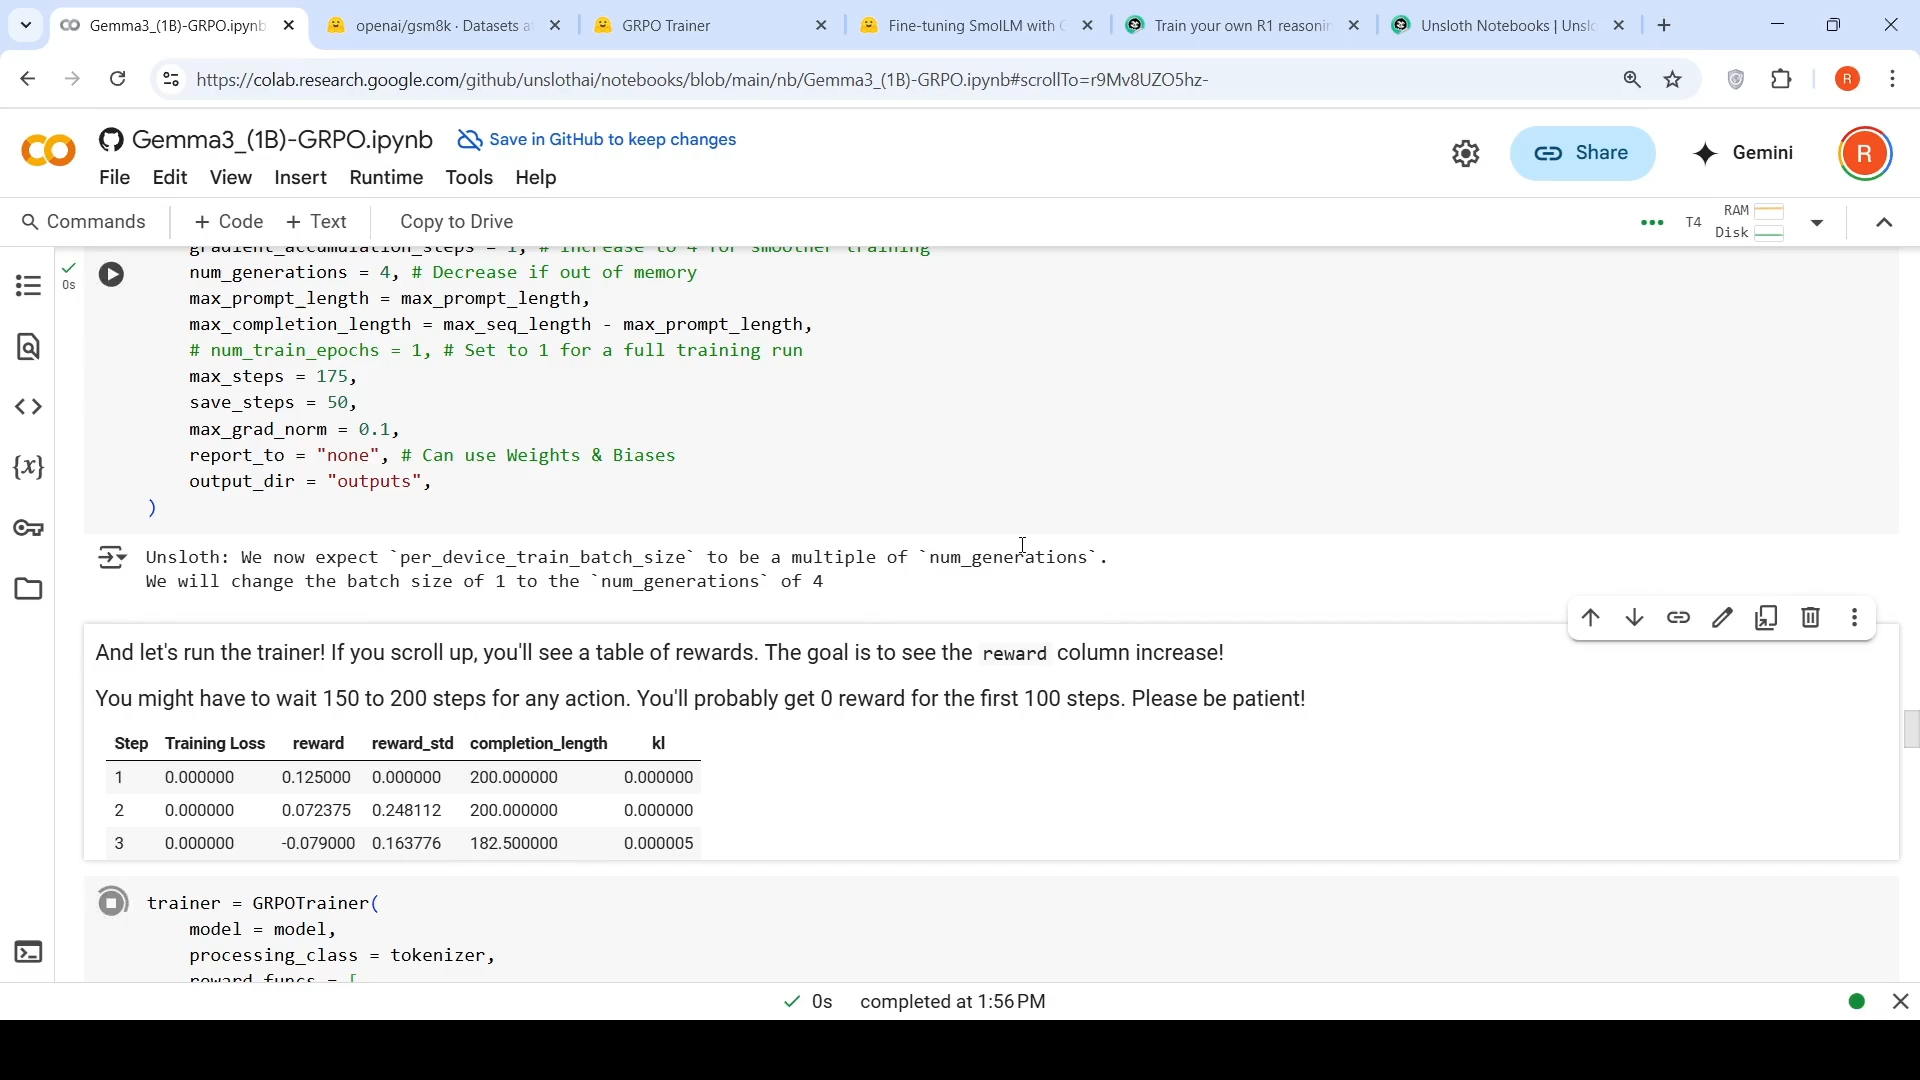 Gemma3_(1B)-GRPO.ipynb
openai/gsm8k · Datasets at
GRPO Trainer
Fine-tuning SmolLM with G
Train your own R1 reasonin
Unsloth Notebooks | Unslo
https://colab.research.google.com/github/unslothai/notebooks/blob/main/nb/Gemma3_(1B)-GRPO.ipynb#scrollTo=r9Mv8UZO5hz-
R
Gemma3_(1B)-GRPO.ipynb
Save in GitHub to keep changes
Share
Gemini
R
File Edit View Insert Runtime Tools Help
Commands
+ Code + Text
Copy to Drive
T4
RAM
Disk
0s
gradient_accumulation_steps = 1, # Increase to 4 for smoother training
num_generations = 4, # Decrease if out of memory
max_prompt_length = max_prompt_length,
max_completion_length = max_seq_length - max_prompt_length,
# num_train_epochs = 1, # Set to 1 for a full training run
max_steps = 175,
save_steps = 50,
max_grad_norm = 0.1,
report_to = "none", # Can use Weights & Biases
output_dir = "outputs",
)
Unsloth: We now expect `per_device_train_batch_size` to be a multiple of `num_generations`.
We will change the batch size of 1 to the `num_generations` of 4
And let's run the trainer! If you scroll up, you'll see a table of rewards. The goal is to see the reward column increase!
You might have to wait 150 to 200 steps for any action. You'll probably get 0 reward for the first 100 steps. Please be patient!
Step Training Loss reward reward_std completion_length kl
1 0.000000 0.125000 0.000000 200.000000 0.000000
2 0.000000 0.072375 0.248112 200.000000 0.000000
3 0.000000 -0.079000 0.163776 182.500000 0.000005
trainer = GRPOTrainer(
model = model,
processing_class = tokenizer,
reward_funcs = [
0s completed at 1:56 PM